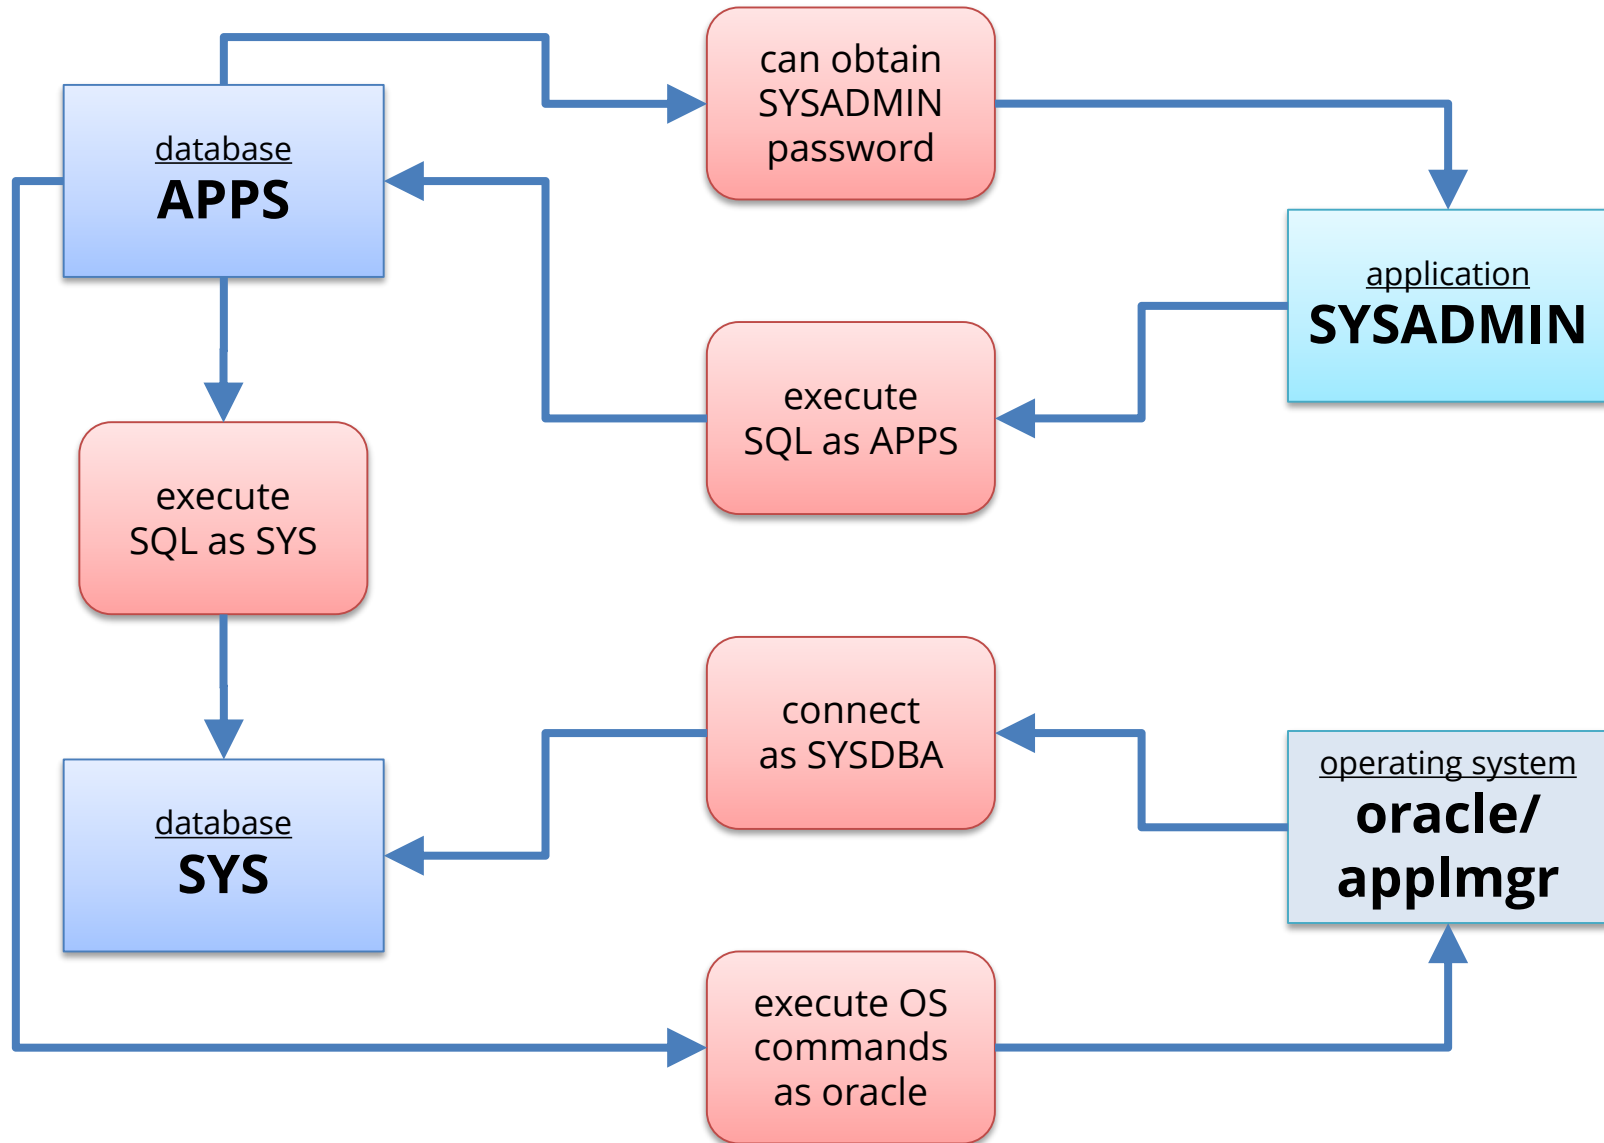 can obtain
SYSADMIN
password
database
APPS
application
SYSADMIN
execute
SQL as APPS
execute
SQL as SYS
connect
as SYSDBA
operating system
oracle/
applmgr
database
SYS
execute OS
commands
as oracle